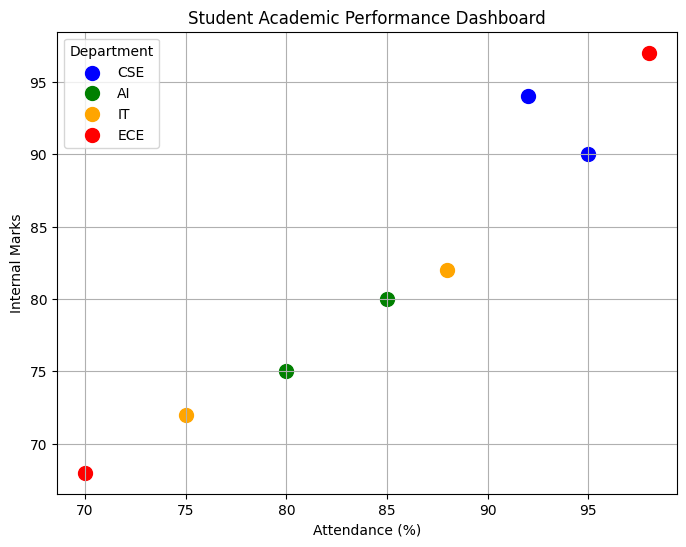 Student Academic Performance Dashboard
Department
CSE
AI
IT
ECE
95
90
85
80
75
70
Internal Marks
70 75 80 85 90 95
Attendance (%)